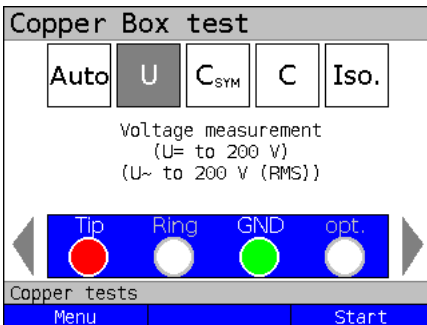 Copper Box test
Auto U CSYM C Iso.
Voltage measurement
(U= to 200 V)
(U~ to 200 V (RMS))
Tip Ring GND opt.
Copper tests
Menu Start